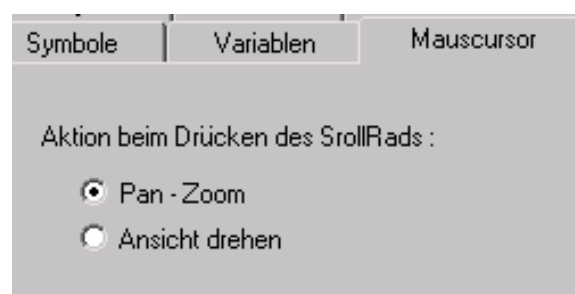 Symbole Variablen Mauscursor
Aktion beim Drücken des SrollRads :
Pan - Zoom
Ansicht drehen